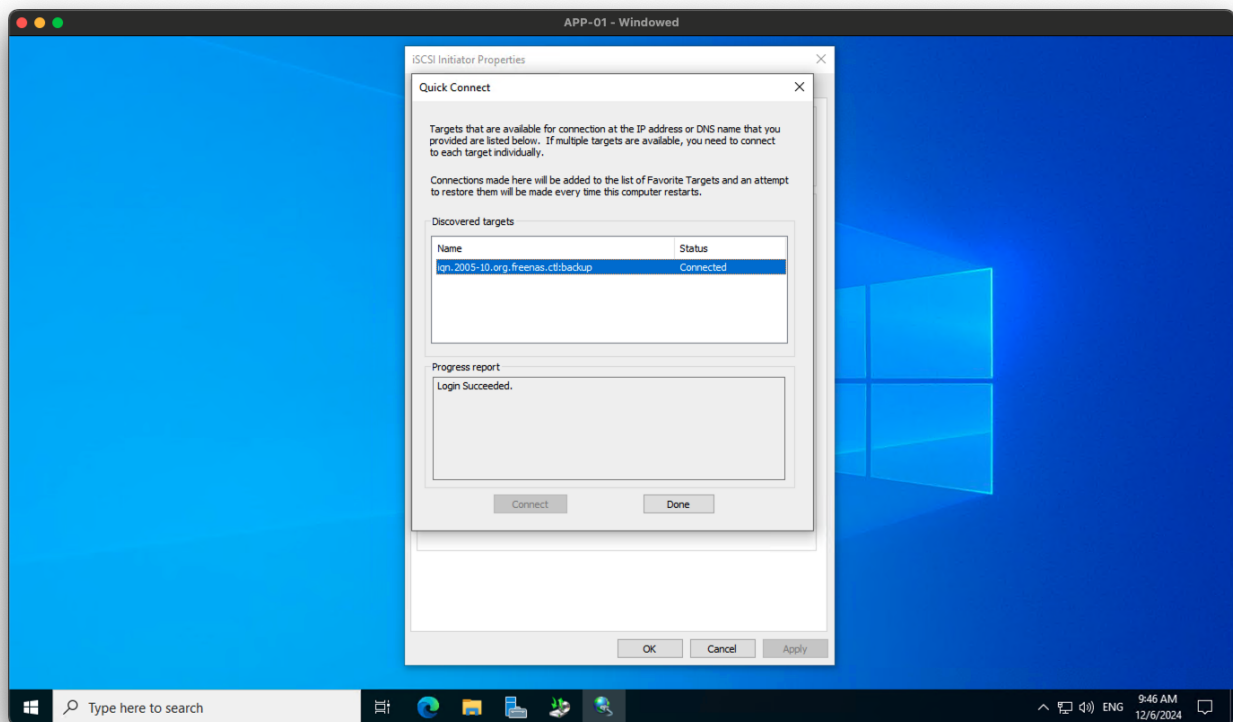 APP-01 - Windowed
iSCSI Initiator Properties
Quick Connect
Targets that are available for connection at the IP address or DNS name that you
provided are listed below. If multiple targets are available, you need to connect
to each target individually.
Connections made here will be added to the list of Favorite Targets and an attempt
to restore them will be made every time this computer restarts.
Discovered targets
Name Status
iqn.2005-10.org.freenas.ctl:backup Connected
Progress report
Login Succeeded.
Connect Done
OK Cancel Apply
Type here to search
ENG
9:46 AM
12/6/2024